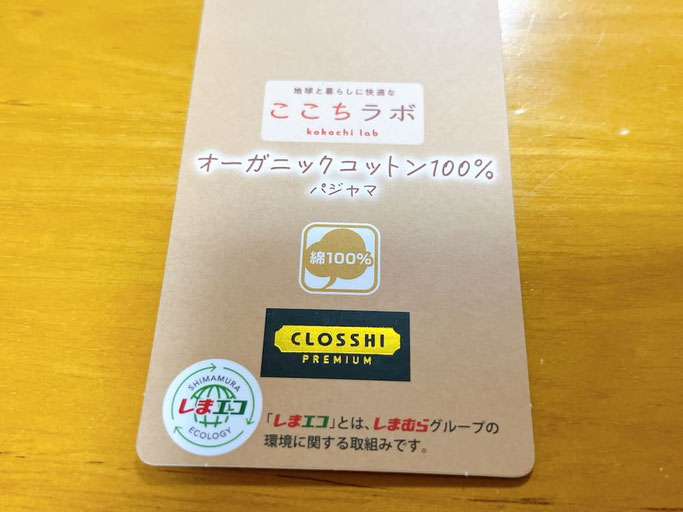 地球と暮らしに快適な
ここちラボ
kokochi lab
オーガニックコットン100%
パジャマ
綿100%
CLOSSHI
PREMIUM
SHIMAMURA
しまエコ
ECOLOGY
「しまエコ」とは、しまむらグループの
環境に関する取組みです。